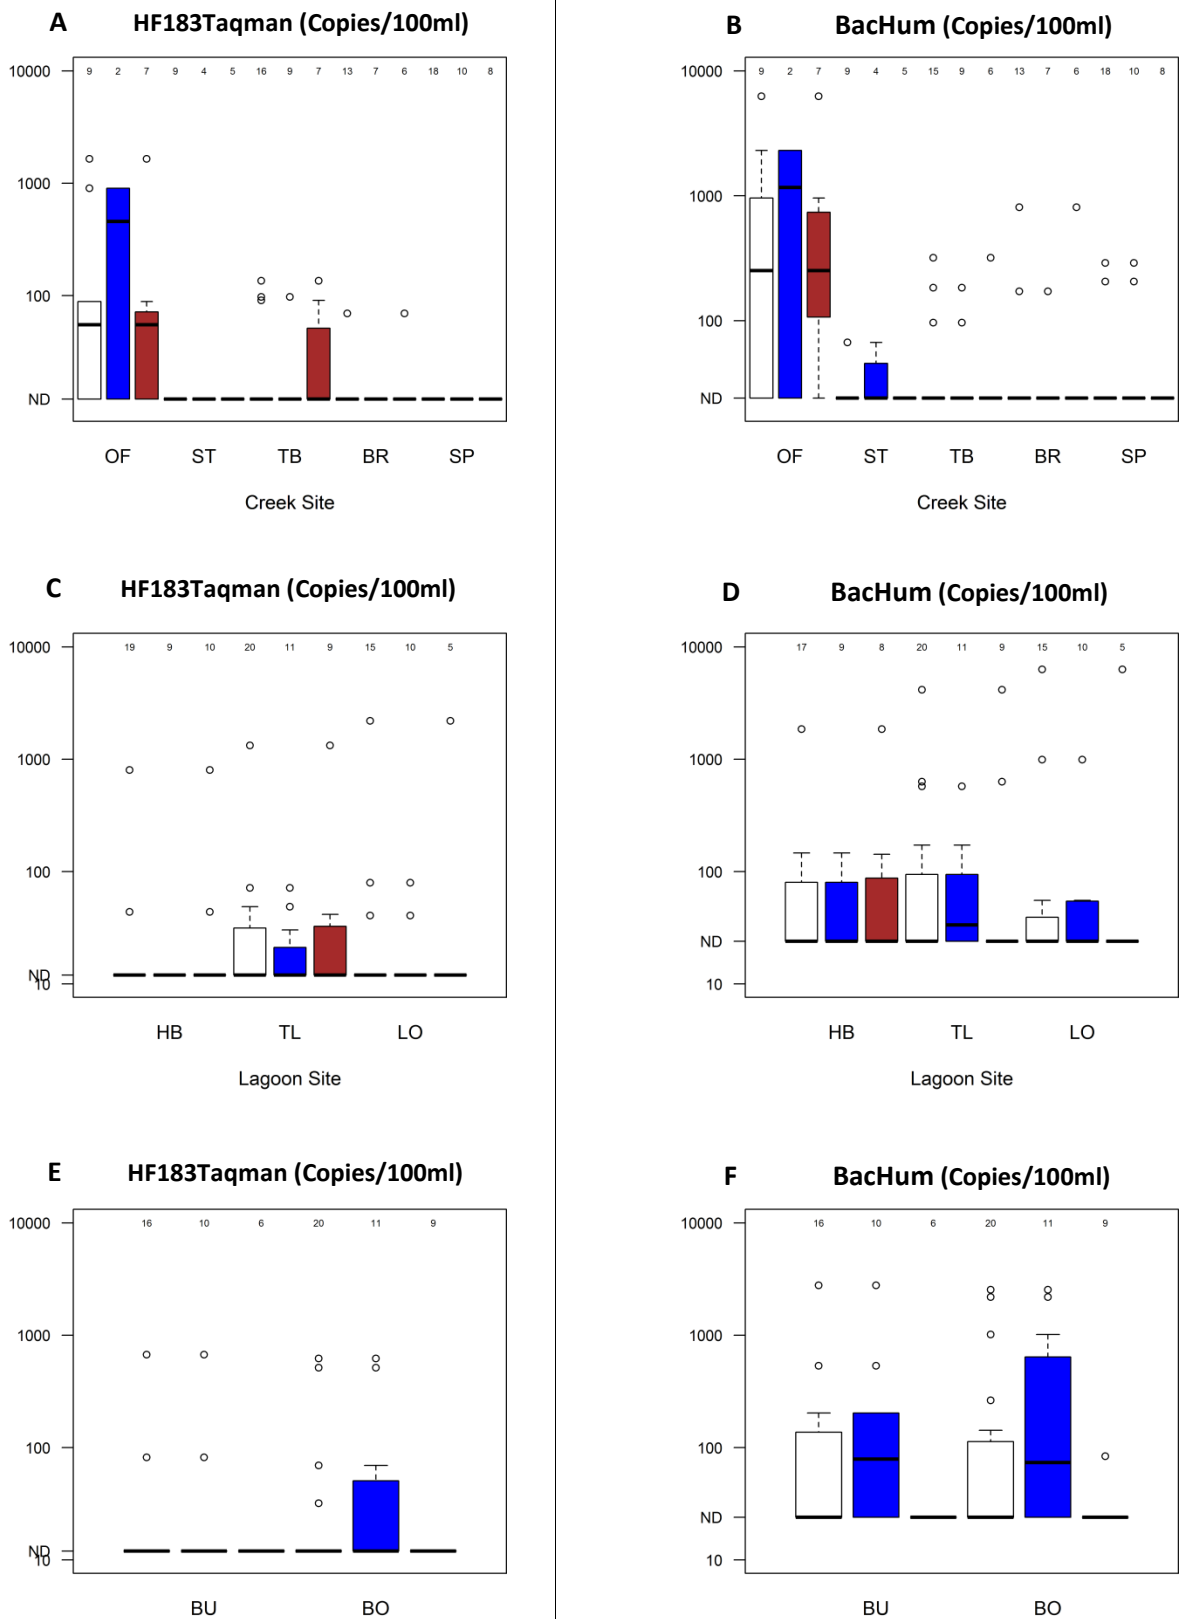 A HF183Taqman (Copies/100ml)
10000 9 2 7 9 4 5 16 9 7 13 7 6 18 10 8
1000
100
ND
OF ST TB BR SP
Creek Site
B BacHum (Copies/100ml)
10000 9 2 7 9 4 5 15 9 6 13 7 6 18 10 8
1000
100
ND
OF ST TB BR SP
Creek Site
C HF183Taqman (Copies/100ml)
10000 19 9 10 20 11 9 15 10 5
1000
100
ND
10
HB TL LO
Lagoon Site
D BacHum (Copies/100ml)
10000 17 9 8 20 11 9 15 10 5
1000
100
ND
10
HB TL LO
Lagoon Site
E HF183Taqman (Copies/100ml)
10000 16 10 6 20 11 9
1000
100
ND
10
BU BO
F BacHum (Copies/100ml)
10000 16 10 6 20 11 9
1000
100
ND
10
BU BO